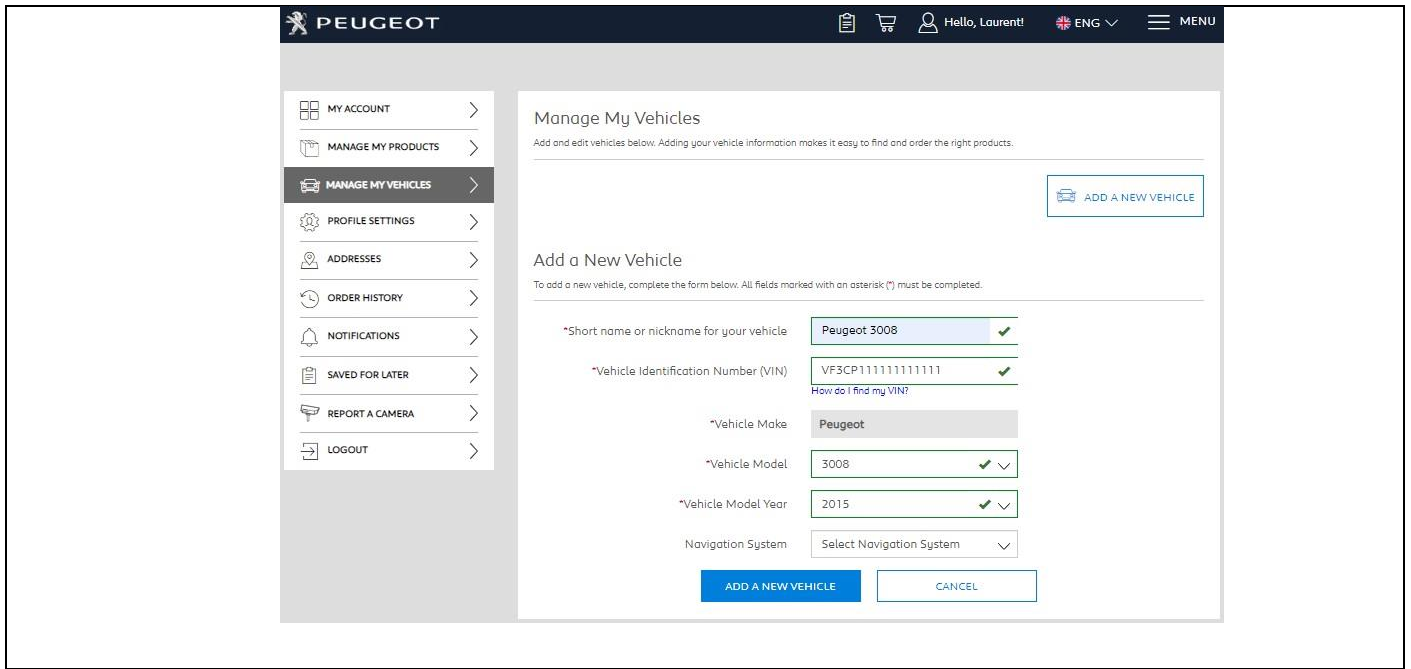 PEUGEOT
Hello, Laurent!
ENG
MENU
MY ACCOUNT
MANAGE MY PRODUCTS
MANAGE MY VEHICLES
PROFILE SETTINGS
ADDRESSES
ORDER HISTORY
NOTIFICATIONS
SAVED FOR LATER
REPORT A CAMERA
LOGOUT
Manage My Vehicles
Add and edit vehicles below. Adding your vehicle information makes it easy to find and order the right products.
ADD A NEW VEHICLE
Add a New Vehicle
To add a new vehicle, complete the form below. All fields marked with an asterisk (*) must be completed.
*Short name or nickname for your vehicle Peugeot 3008
*Vehicle Identification Number (VIN) VF3CP111111111111
How do I find my VIN?
*Vehicle Make Peugeot
*Vehicle Model 3008
*Vehicle Model Year 2015
Navigation System Select Navigation System
ADD A NEW VEHICLE CANCEL